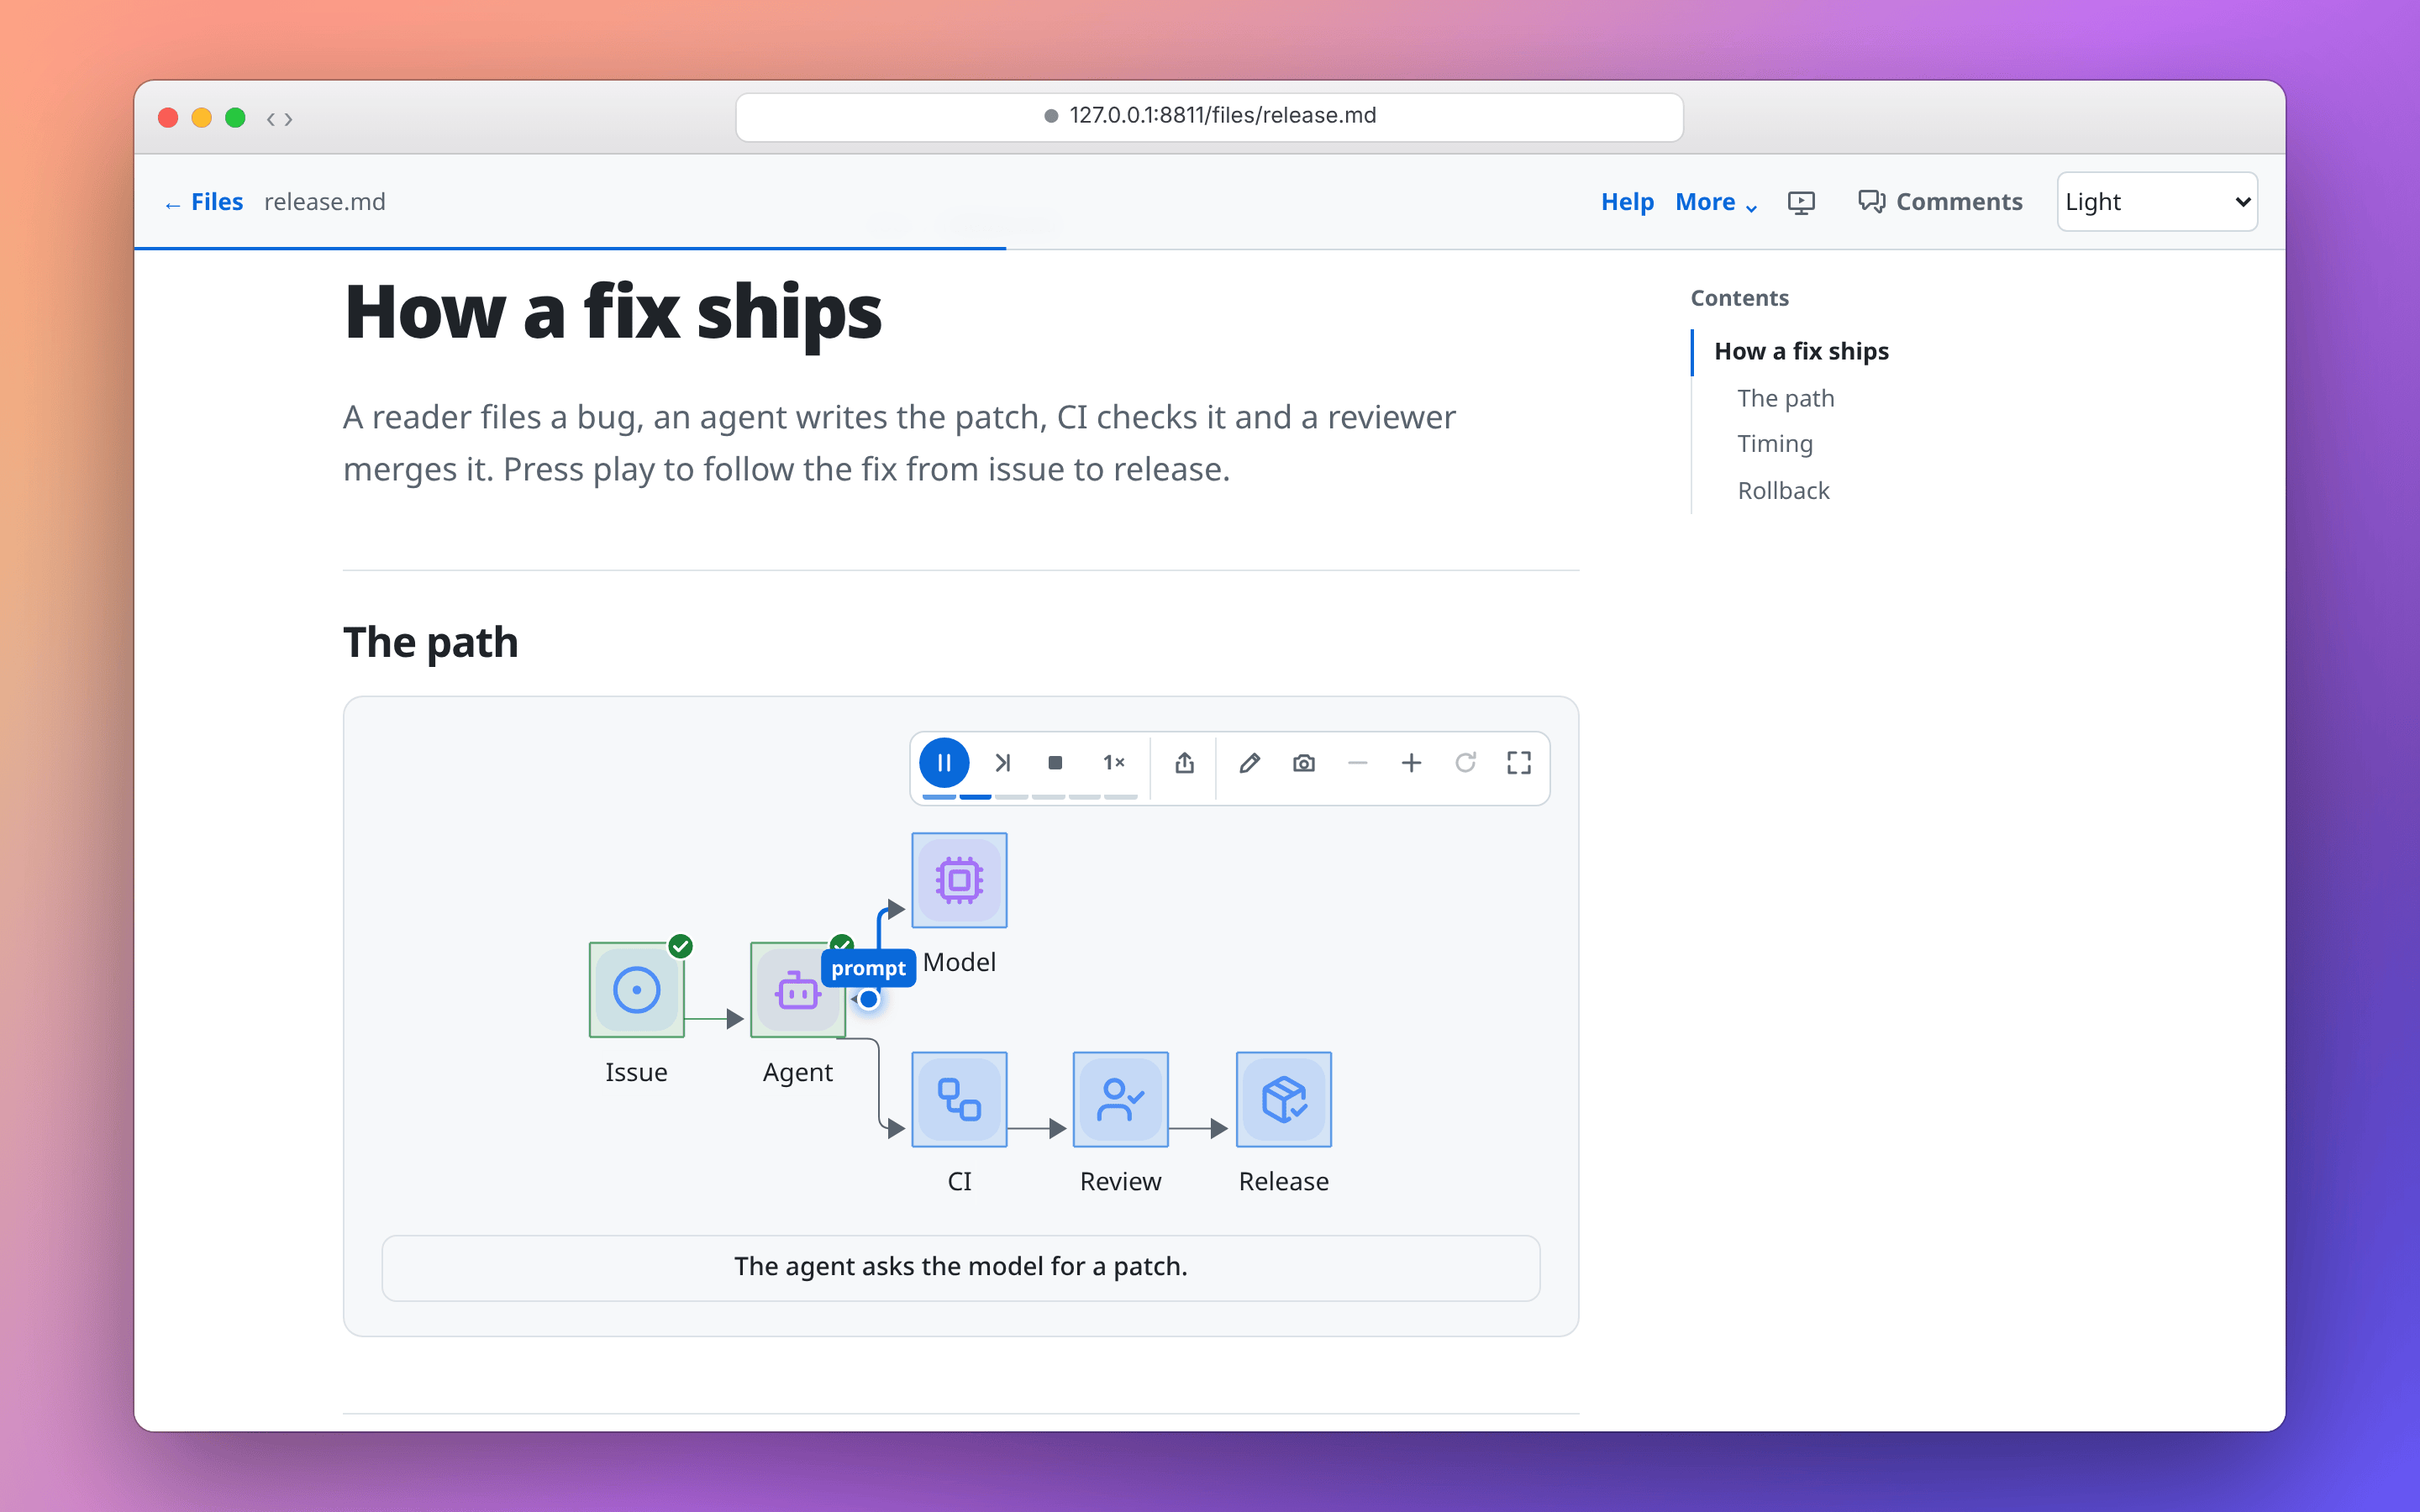 127.0.0.1:8811/files/release.md
← Files release.md
Help More Comments Light
How a fix ships
A reader files a bug, an agent writes the patch, CI checks it and a reviewer
merges it. Press play to follow the fix from issue to release.
Contents
How a fix ships
The path
Timing
Rollback
The path
1×
prompt
Model
Issue
Agent
CI
Review
Release
The agent asks the model for a patch.